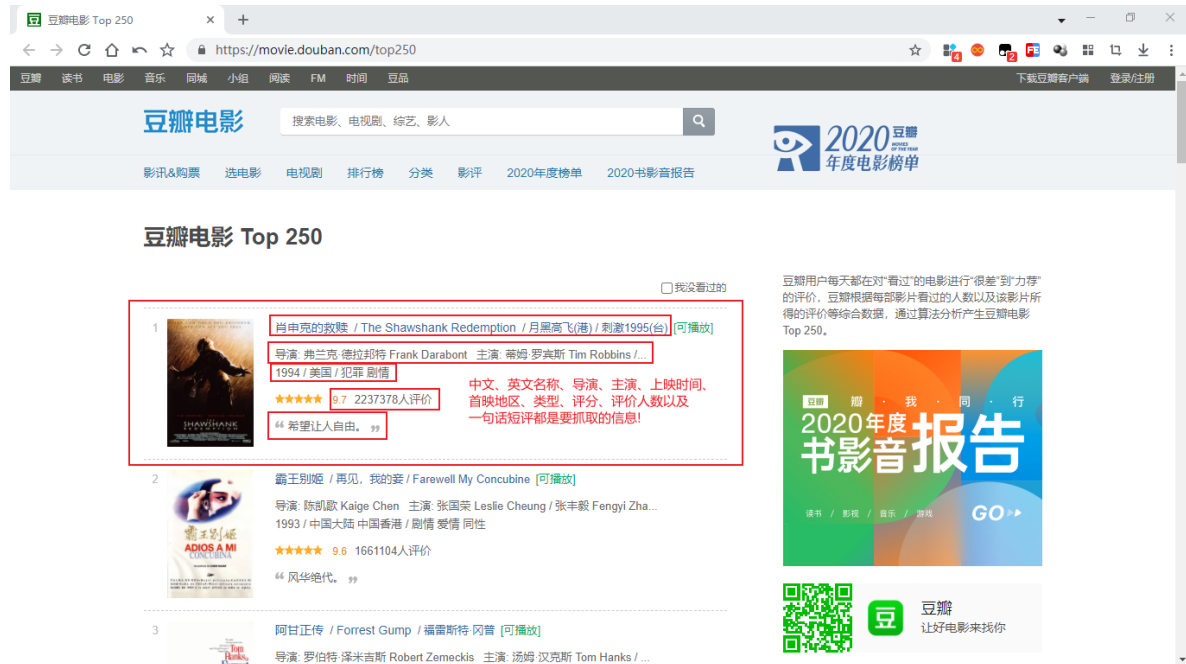 豆瓣电影 Top 250
https://movie.douban.com/top250
4
2
豆瓣 读书 电影 音乐 同城 小组 阅读 FM 时间 豆品 下载豆瓣客户端 登录/注册
豆瓣电影
搜索电影、电视剧、综艺、影人
2020 豆瓣
MOVIES OF THE YEAR
年度电影榜单
影讯&购票 选电影 电视剧 排行榜 分类 影评 2020年度榜单 2020书影音报告
豆瓣电影 Top 250
我没看过的
1
肖申克的救赎 / The Shawshank Redemption / 月黑高飞(港) / 刺激1995(台) [可播放]
导演: 弗兰克·德拉邦特 Frank Darabont 主演: 蒂姆·罗宾斯 Tim Robbins /...
1994 / 美国 / 犯罪 剧情
9.7 2237378人评价
“ 希望让人自由。 ”
中文、英文名称、导演、主演、上映时间、
首映地区、类型、评分、评价人数以及
一句话短评都是要抓取的信息!
SHAWSHANK
REDEMPTION
2
霸王别姬 / 再见，我的妾 / Farewell My Concubine [可播放]
导演: 陈凯歌 Kaige Chen 主演: 张国荣 Leslie Cheung / 张丰毅 Fengyi Zha...
1993 / 中国大陆 中国香港 / 剧情 爱情 同性
9.6 1661104人评价
“ 风华绝代。 ”
霸王别姬
ADIOS A MI
CONCUBINA
3
阿甘正传 / Forrest Gump / 福雷斯特·冈普 [可播放]
导演: 罗伯特·泽米吉斯 Robert Zemeckis 主演: 汤姆·汉克斯 Tom Hanks / ...
Tom
Hanks
豆瓣用户每天都在对“看过”的电影进行“很差”到“力荐”
的评价，豆瓣根据每部影片看过的人数以及该影片所
得的评价等综合数据，通过算法分析产生豆瓣电影
Top 250。
豆瓣 瓣 · 我 · 同 · 行
2020年度
书影音报告
读书 / 影视 / 音乐 / 游戏
GO
豆
豆瓣
让好电影来找你